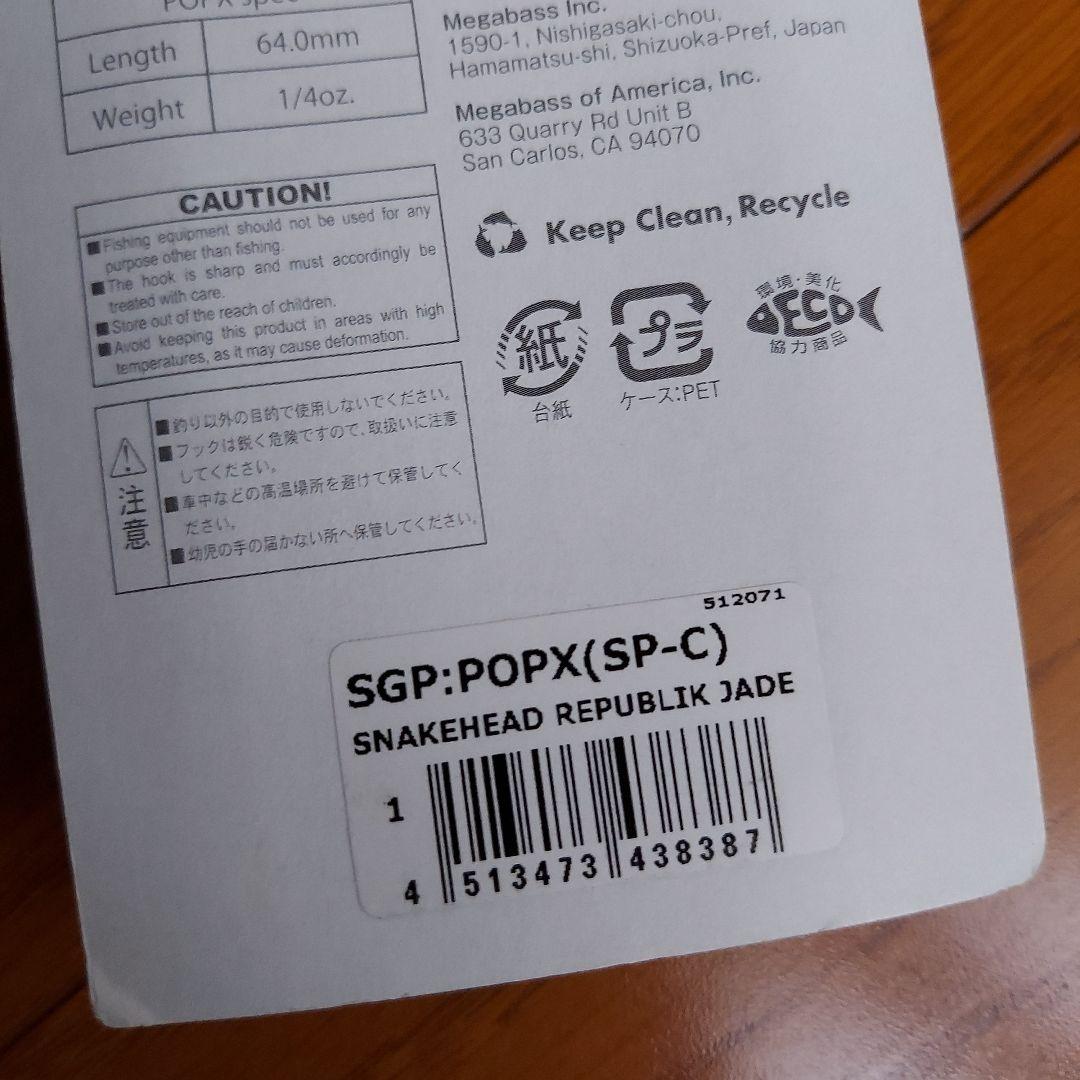 POPX spec
Length 64.0mm
Weight 1/4oz.
Megabass Inc.
1590-1, Nishigasaki-chou,
Hamamatsu-shi, Shizuoka-Pref, Japan
Megabass of America, Inc.
633 Quarry Rd Unit B
San Carlos, CA 94070
CAUTION!
■Fishing equipment should not be used for any
purpose other than fishing.
■The hook is sharp and must accordingly be
treated with care.
■Store out of the reach of children.
■Avoid keeping this product in areas with high
temperatures, as it may cause deformation.
Keep Clean, Recycle
紙
台紙
プラ
ケース:PET
環境・美化
ECO
協力商品
注意
■釣り以外の目的で使用しないでください。
■フックは鋭く危険ですので、取扱いに注意
してください。
■車中などの高温場所を避けて保管してく
ださい。
■幼児の手の届かない所へ保管してください。
512071
SGP:POPX(SP-C)
SNAKEHEAD REPUBLIK JADE
1
4 513473 438387